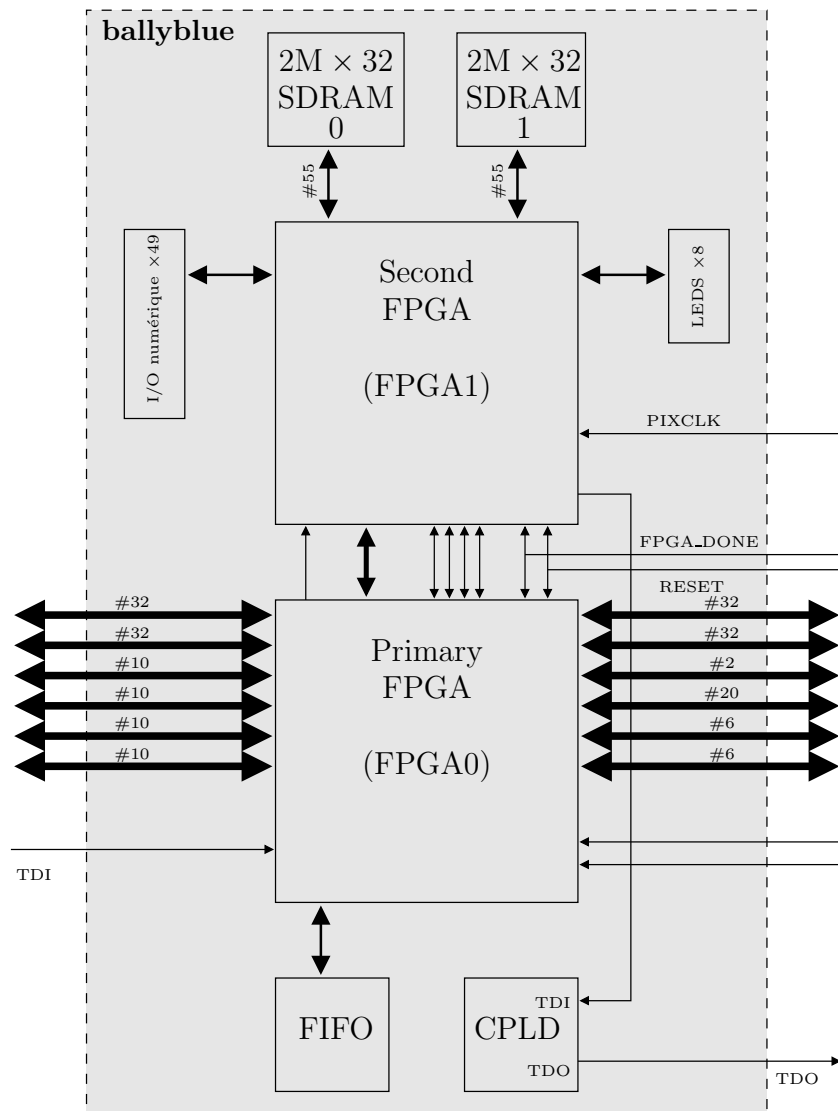 ballyblue
2M × 32
SDRAM
0
2M × 32
SDRAM
1
#55
#55
I/O numérique ×49
Second
FPGA
(FPGA1)
LEDS ×8
PIXCLK
FPGA_DONE
RESET
#32
#32
#10
#10
#10
#10
Primary
FPGA
(FPGA0)
#32
#32
#2
#20
#6
#6
TDI
FIFO
TDI
CPLD
TDO
TDO